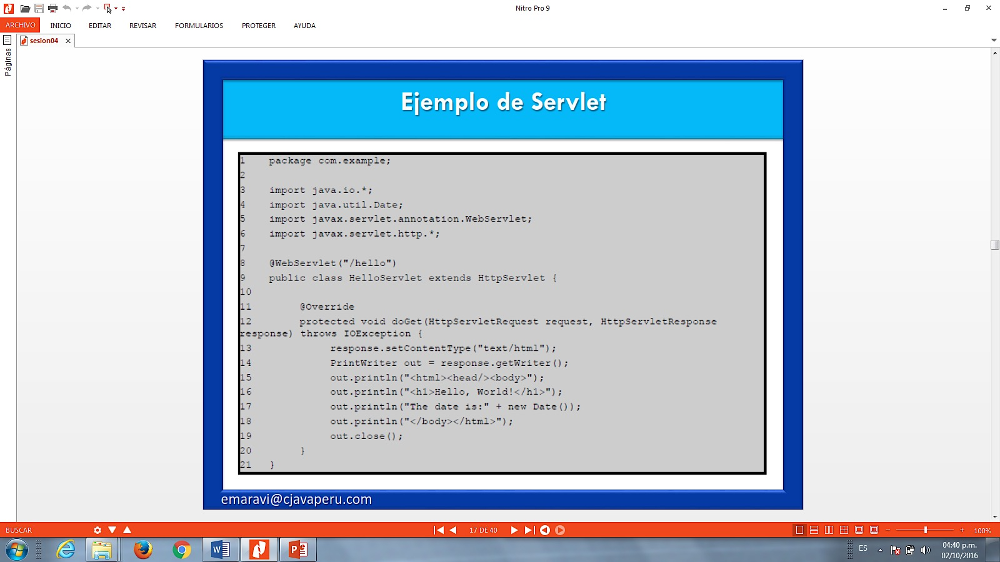 Nitro Pro 9
ARCHIVO INICIO EDITAR REVISAR FORMULARIOS PROTEGER AYUDA
sesion04
Páginas
Ejemplo de Servlet
1 package com.example;
2
3 import java.io.*;
4 import java.util.Date;
5 import javax.servlet.annotation.WebServlet;
6 import javax.servlet.http.*;
7
8 @WebServlet("/hello")
9 public class HelloServlet extends HttpServlet {
10
11 @Override
12 protected void doGet(HttpServletRequest request, HttpServletResponse
response) throws IOException {
13 response.setContentType("text/html");
14 PrintWriter out = response.getWriter();
15 out.println("<html><head/><body>");
16 out.println("<h1>Hello, World!</h1>");
17 out.println("The date is:" + new Date());
18 out.println("</body></html>");
19 out.close();
20 }
21 }
emaravi@cjavaperu.com
BUSCAR 17 DE 40 100%
ES 04:40 p.m.
02/10/2016